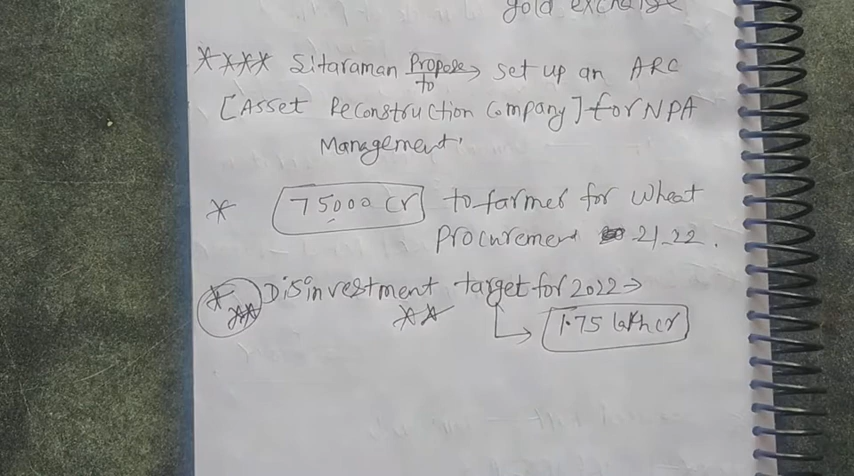 gold exchange
**** Sitaraman Propose to → set up an ARC
[Asset Reconstruction Company] for NPA
Management.
* 75000 cr to farmer for wheat
procurement 21-22.
*** Disinvestment target for 2022 →
** 1.75 lakh cr